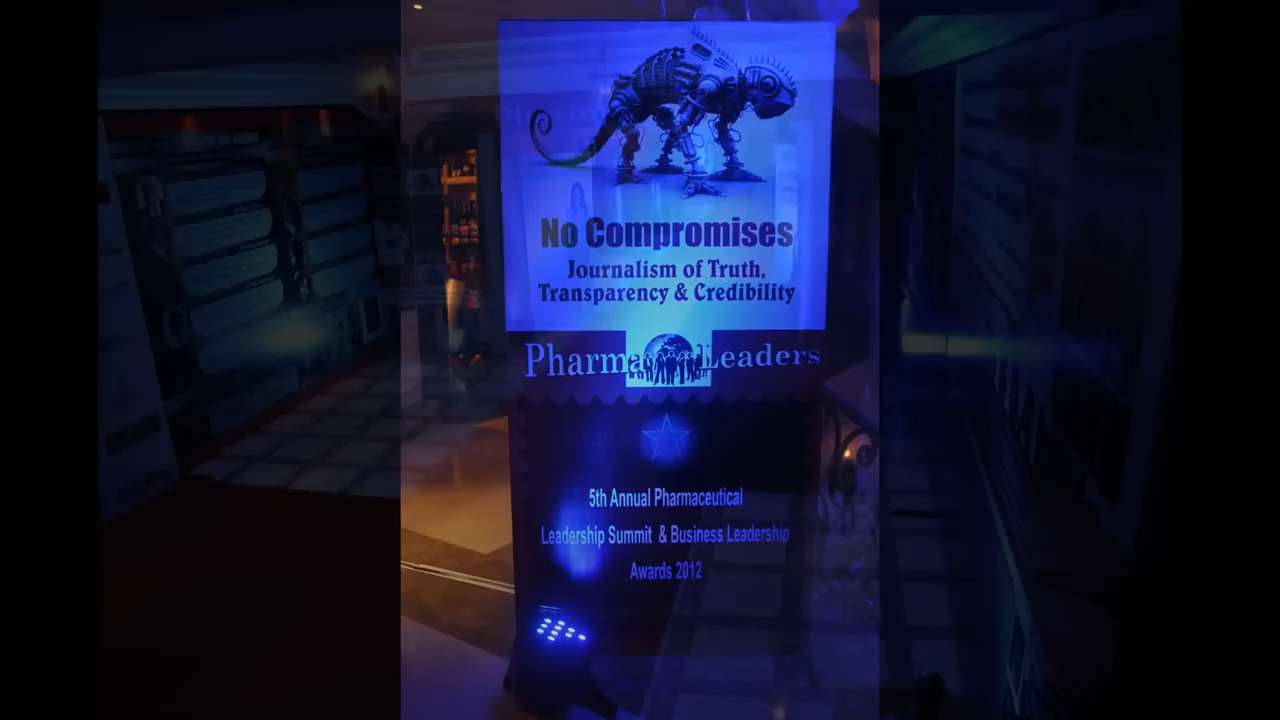 No Compromises
Journalism of Truth,
Transparency & Credibility
Pharma Leaders
5th Annual Pharmaceutical
Leadership Summit & Business Leadership
Awards 2012